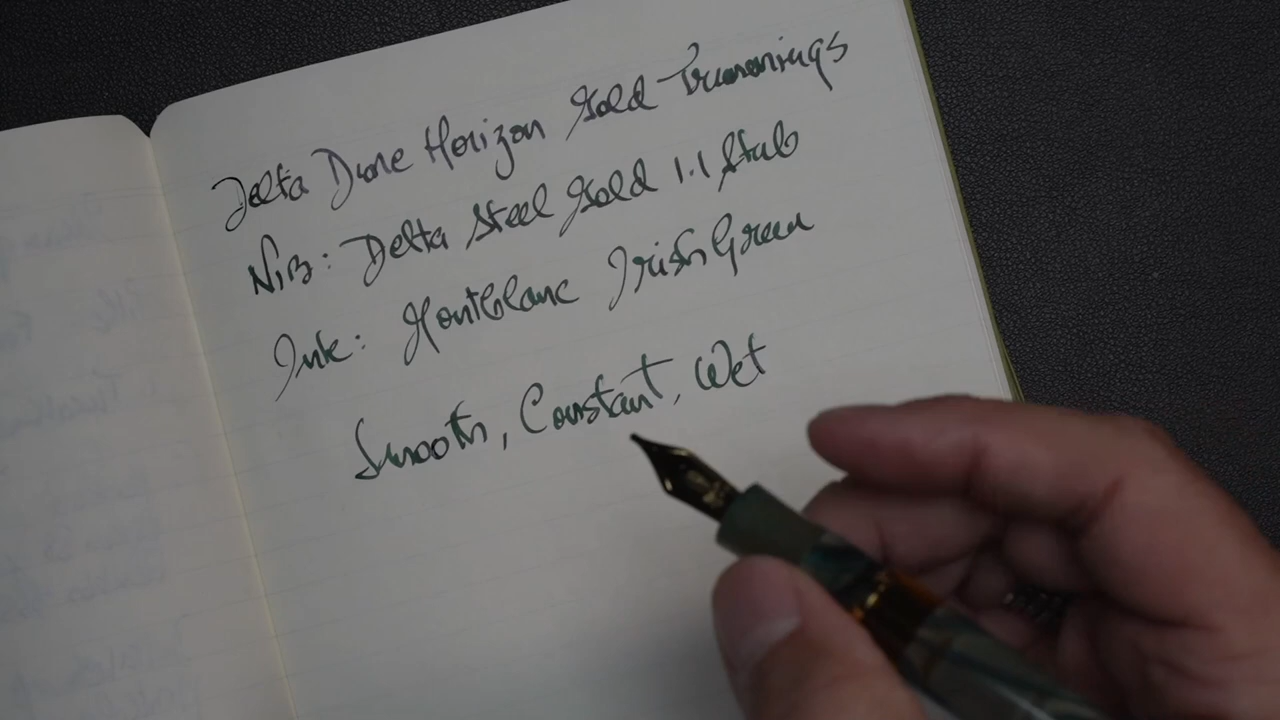 Delta Dune Horizon Gold Trimmings
Nib: Delta Steel Gold 1.1 Stub
Ink: Montblanc Irish Green
Smooth, Constant, Wet